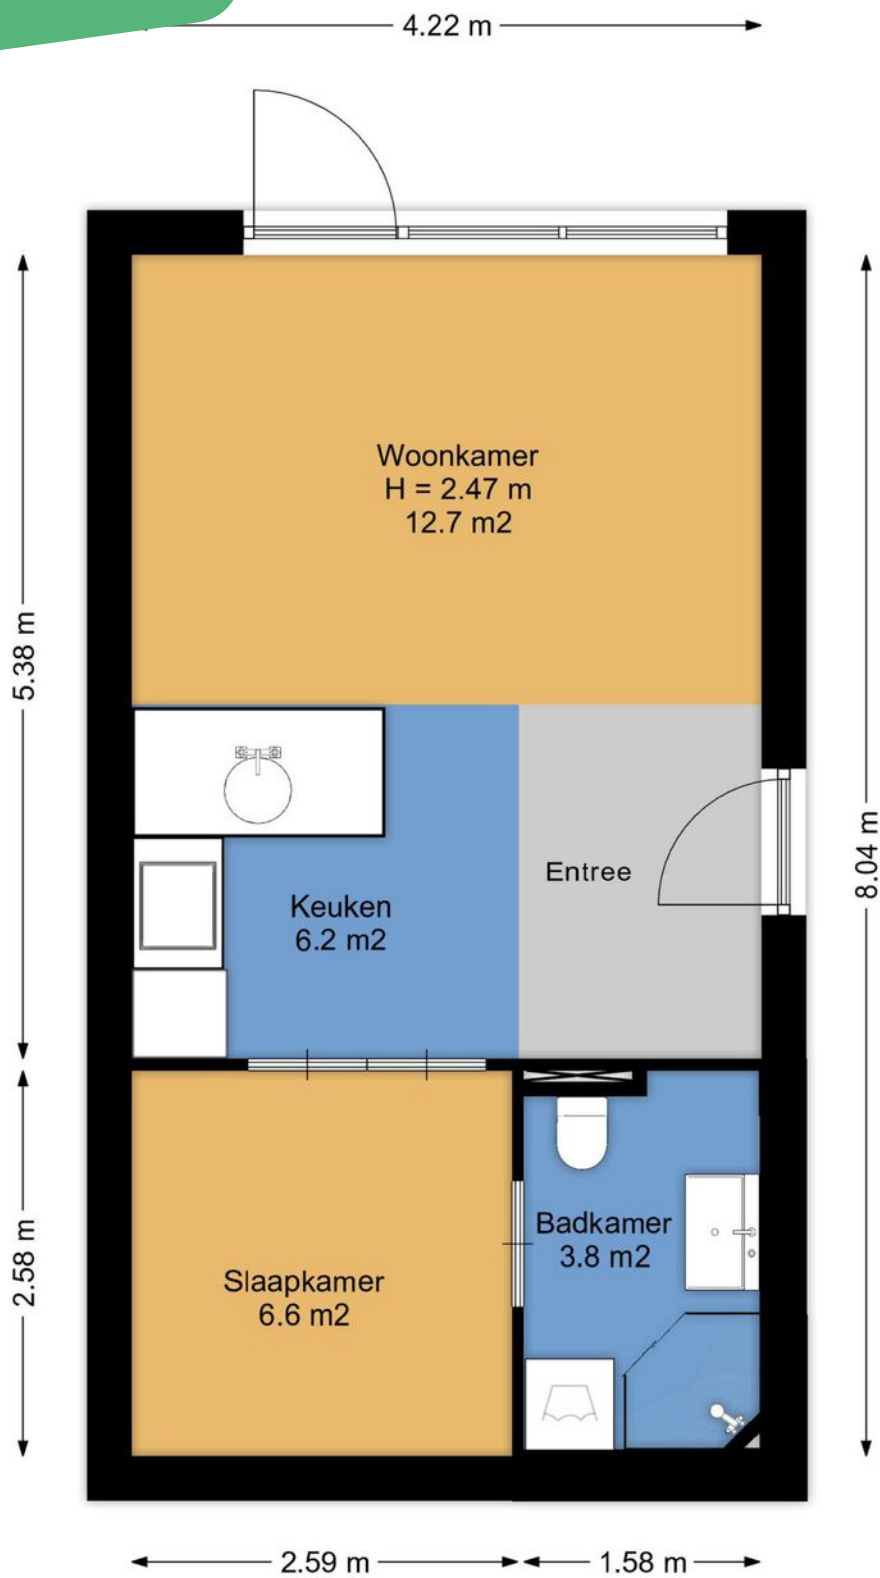 4.22 m
Woonkamer
H = 2.47 m
12.7 m2
5.38 m
8.04 m
Entree
Keuken
6.2 m2
Badkamer
3.8 m2
Slaapkamer
6.6 m2
2.58 m
2.59 m
1.58 m